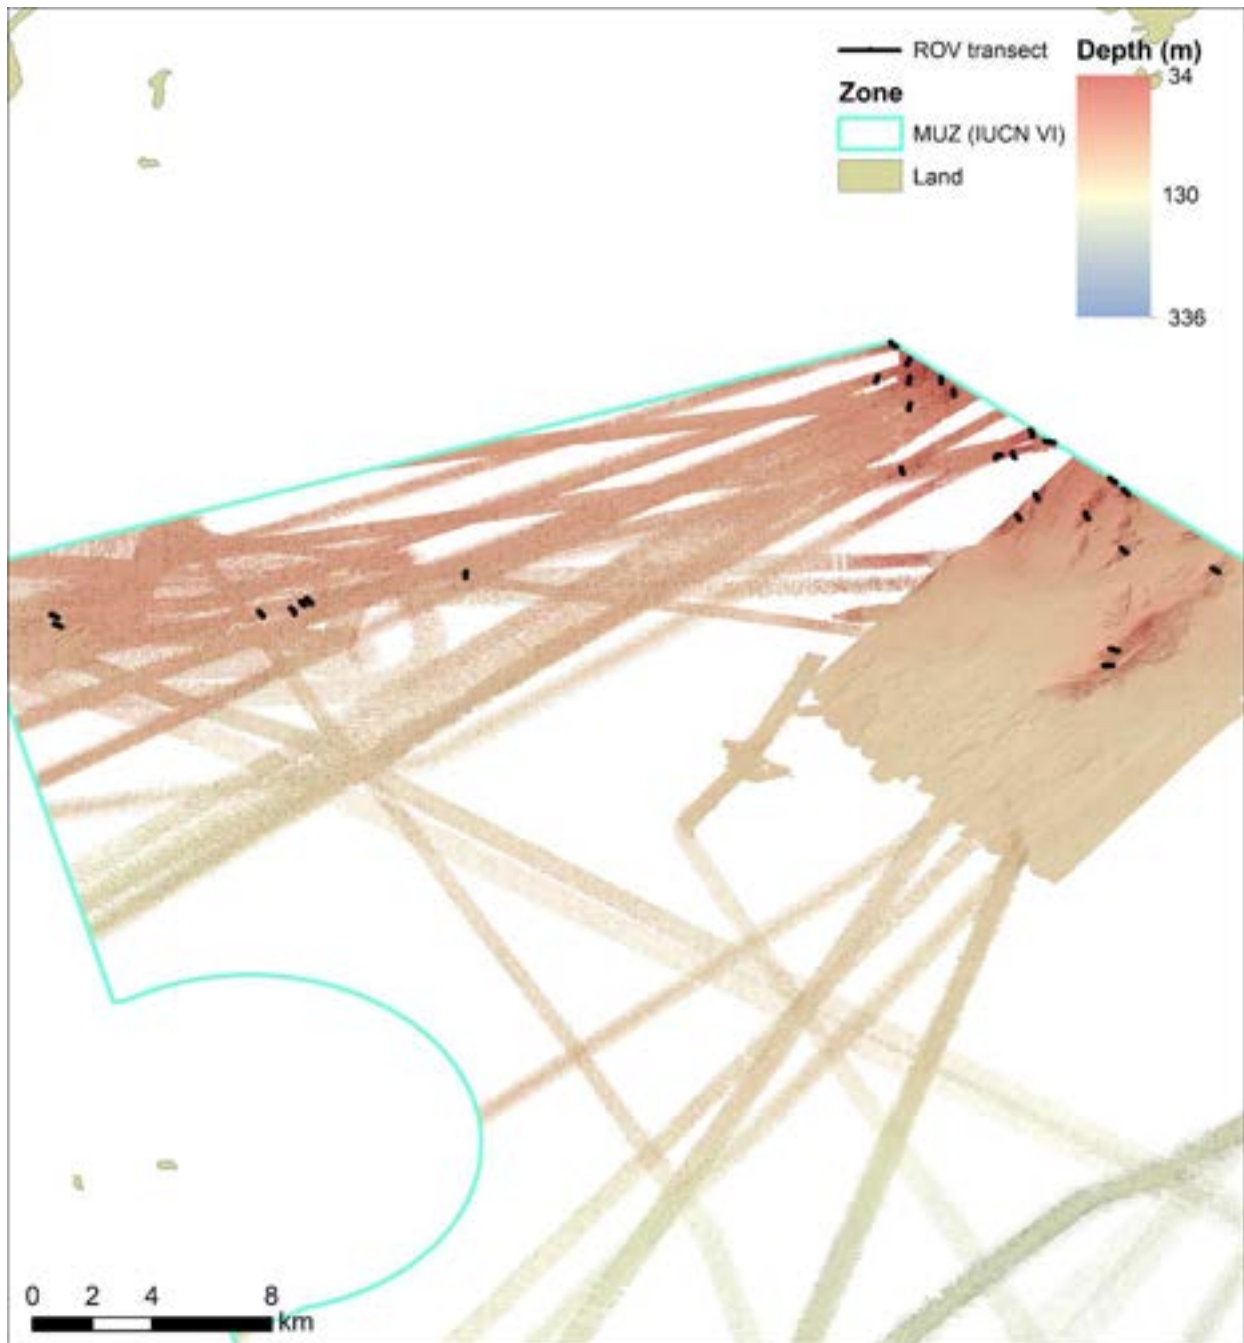 ROV transect
Zone
MUZ (IUCN VI)
Land
Depth (m)
34
130
336
0 2 4 8
km